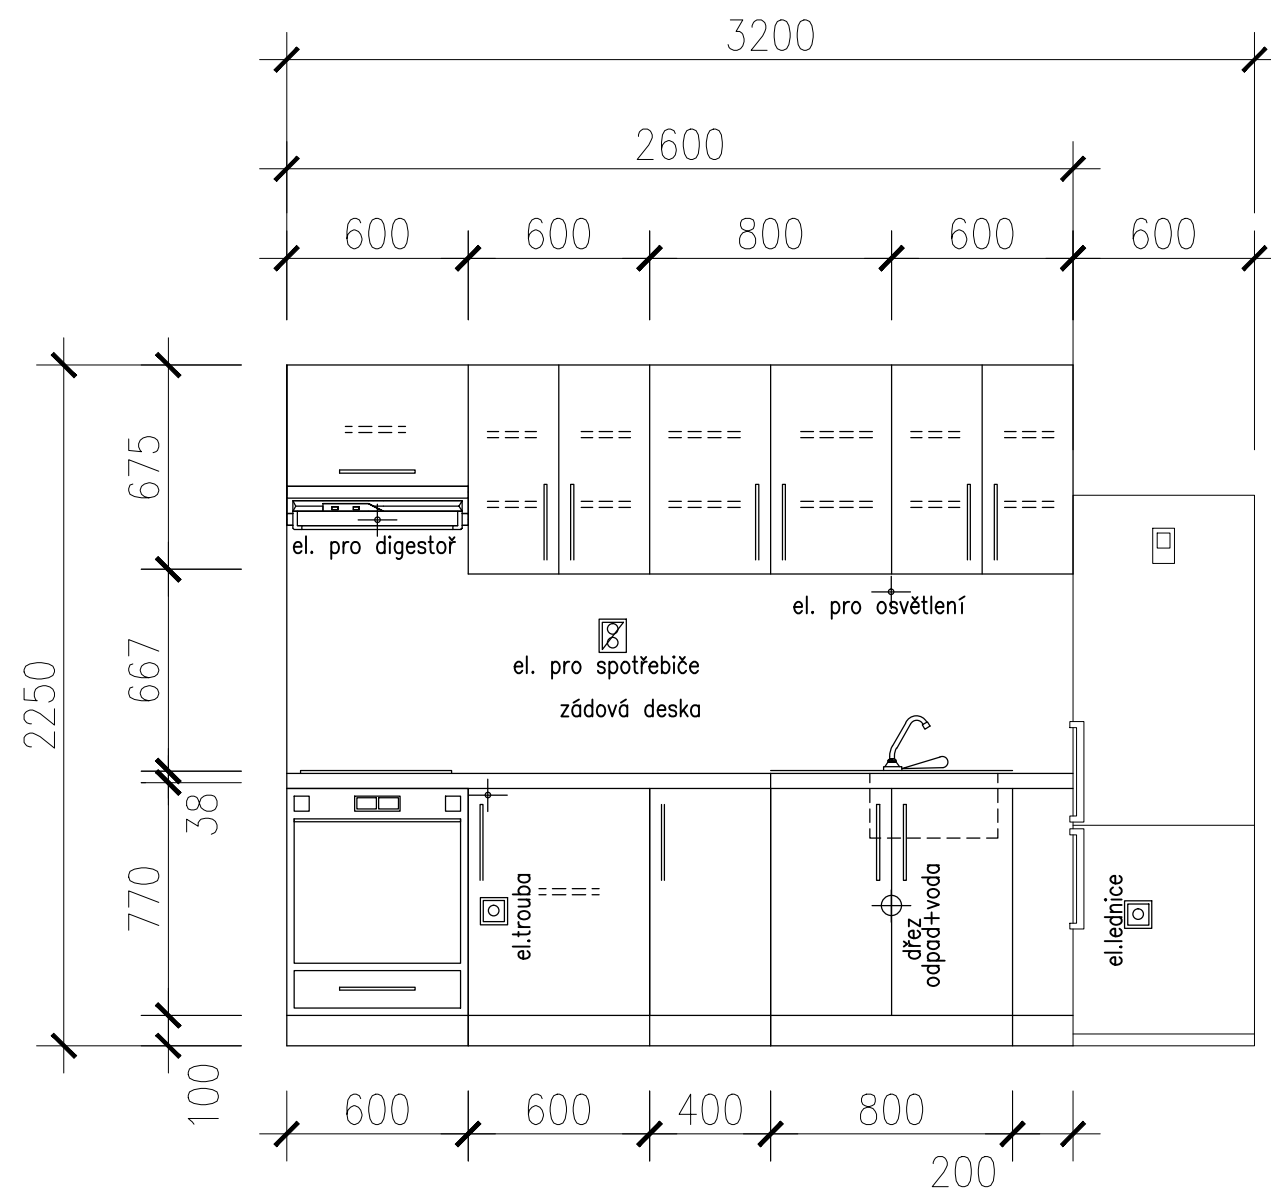 3200
2600
600 600 800 600 600
675
el. pro digestoř
el. pro osvětlení
667
2250
el. pro spotřebiče
zádová deska
38
770
el.trouba
dřez
odpad+voda
el.lednice
100
600 600 400 800
200